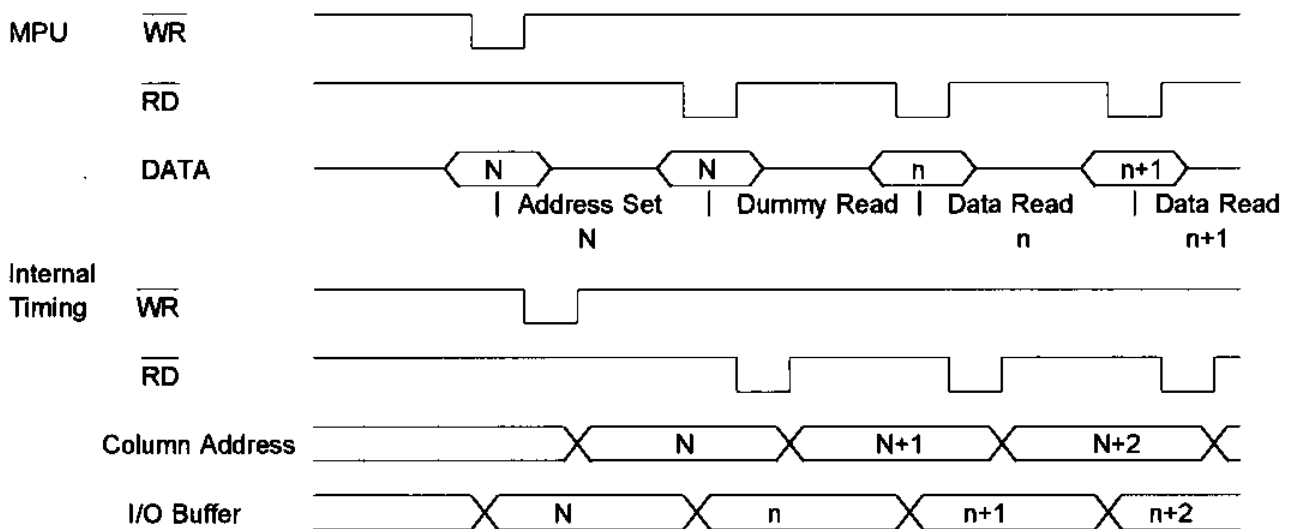 MPU WR
RD
DATA N N n n+1
Address Set Dummy Read Data Read Data Read
N n n+1
Internal
Timing WR
RD
Column Address N N+1 N+2
I/O Buffer N n n+1 n+2